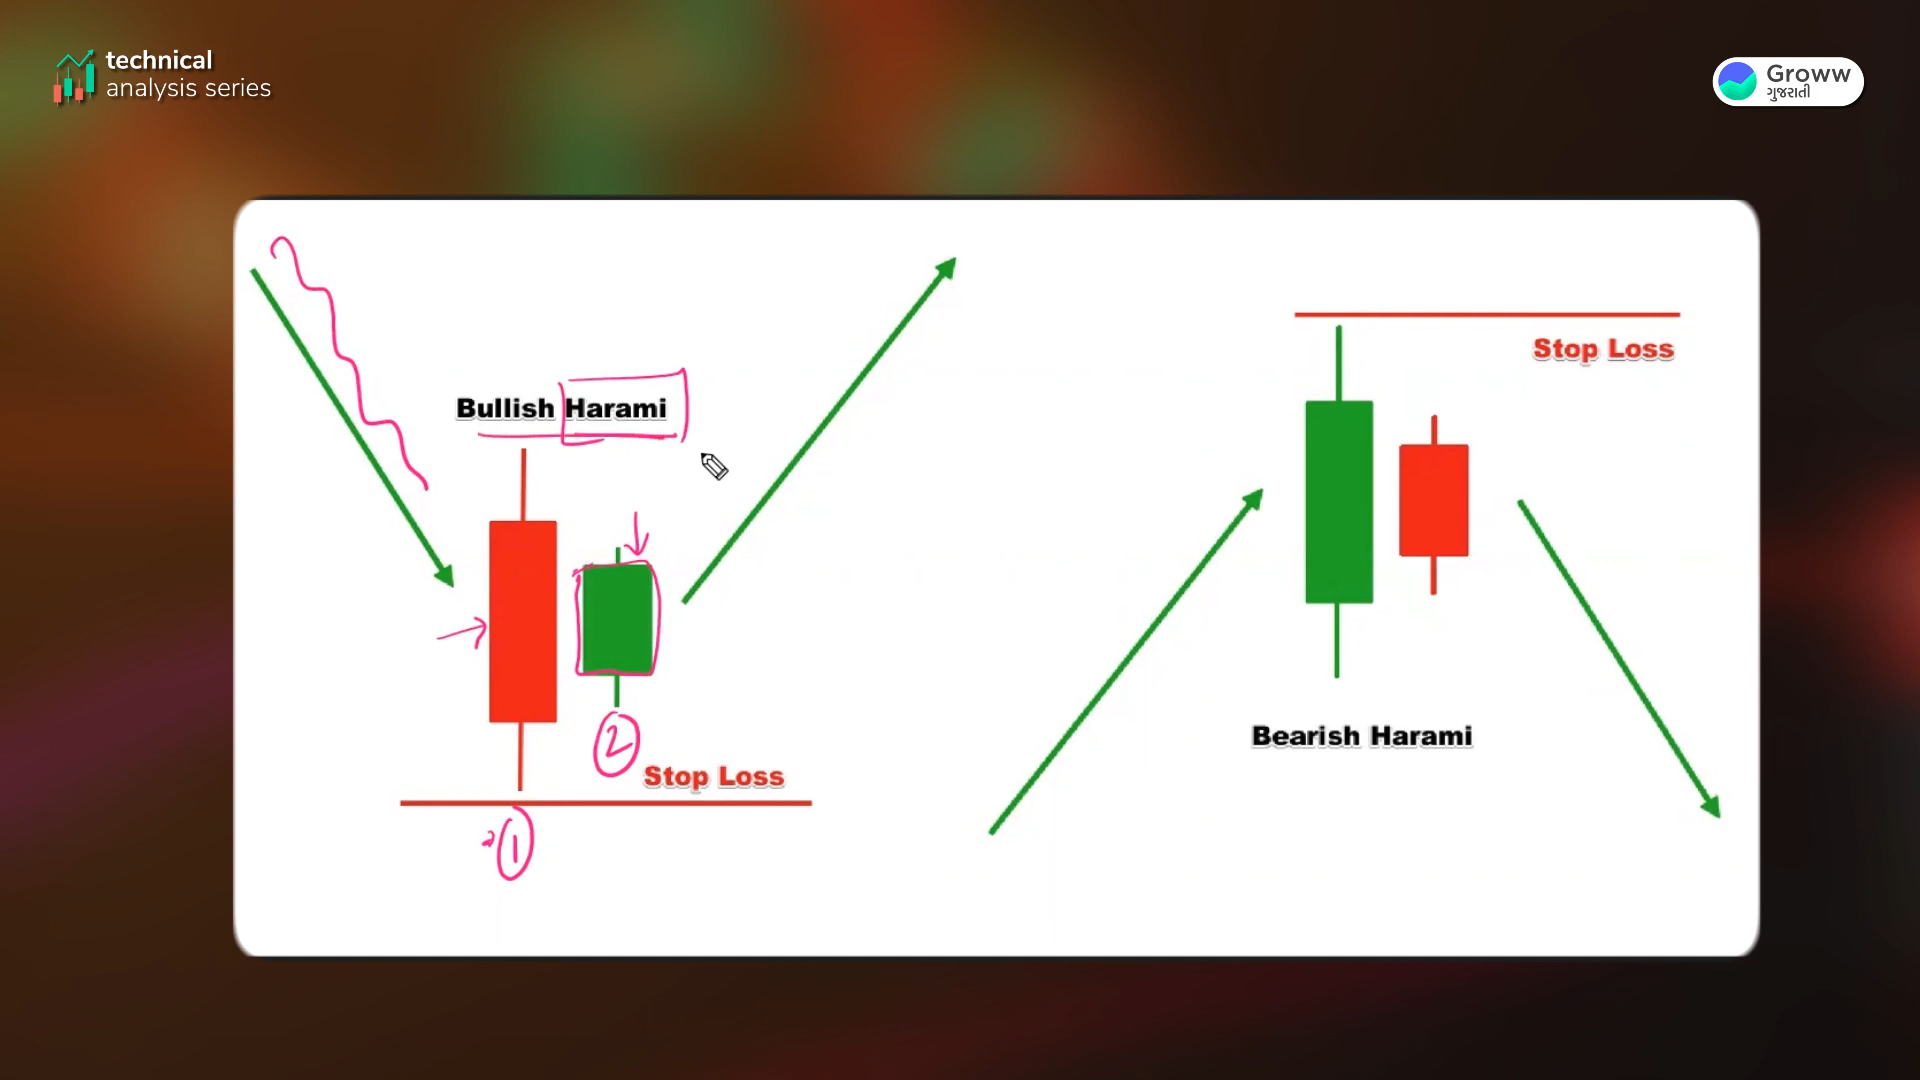 technical
analysis series
Groww
ગુજરાતી
Bullish Harami
Stop Loss
2
Stop Loss
1
Bearish Harami